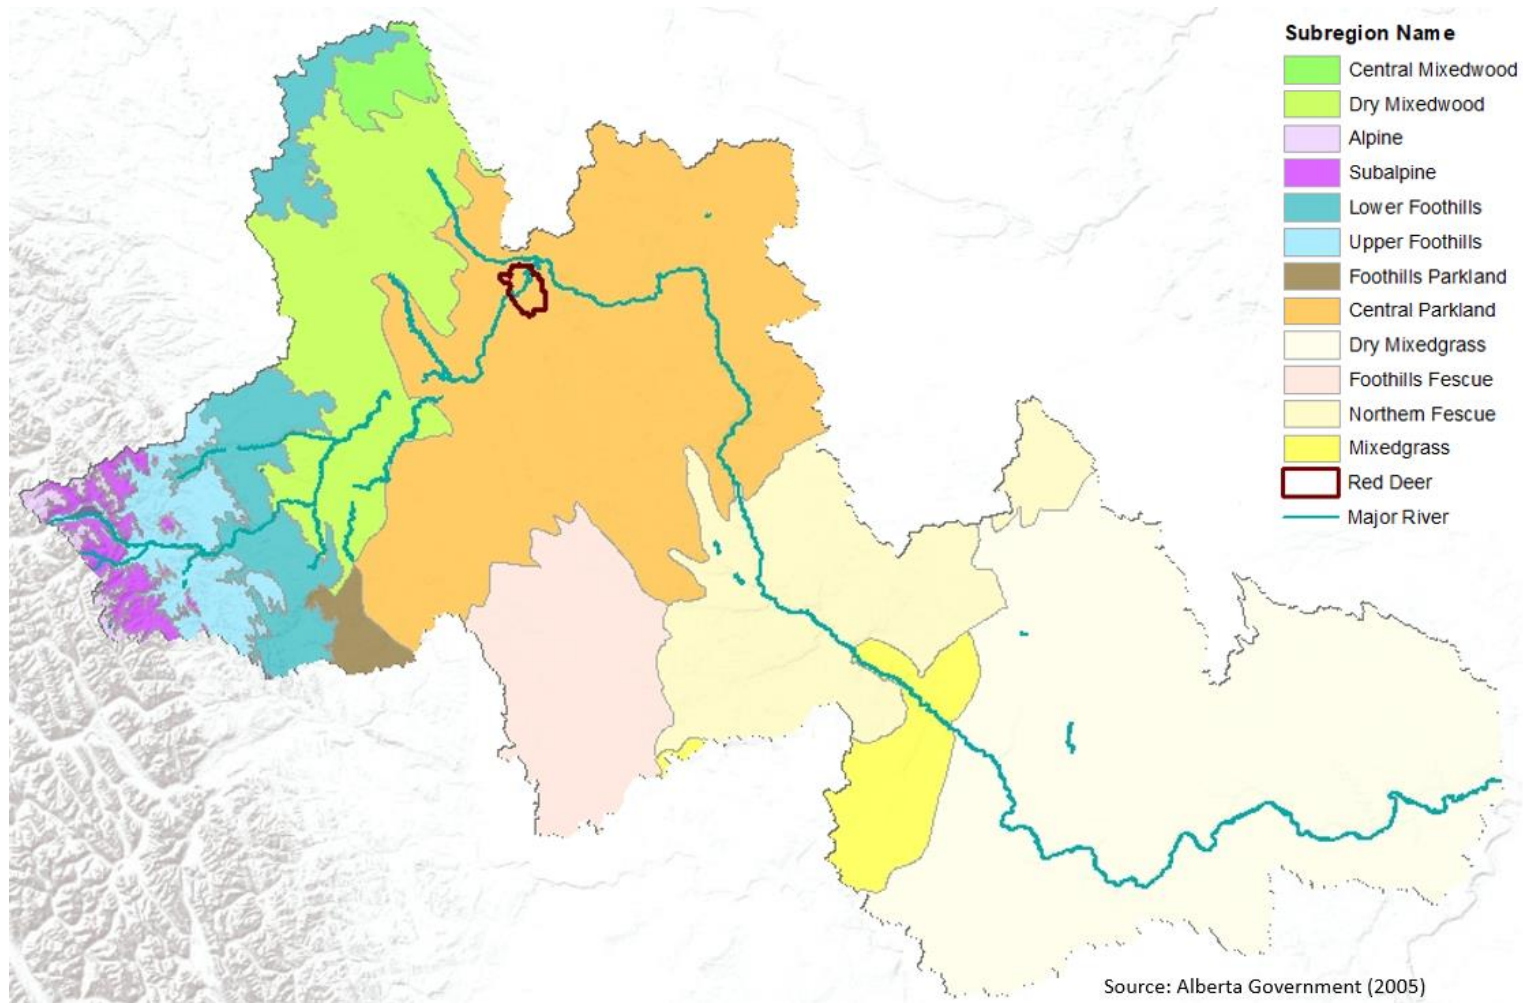 Subregion Name
Central Mixedwood
Dry Mixedwood
Alpine
Subalpine
Lower Foothills
Upper Foothills
Foothills Parkland
Central Parkland
Dry Mixedgrass
Foothills Fescue
Northern Fescue
Mixedgrass
Red Deer
Major River
Source: Alberta Government (2005)